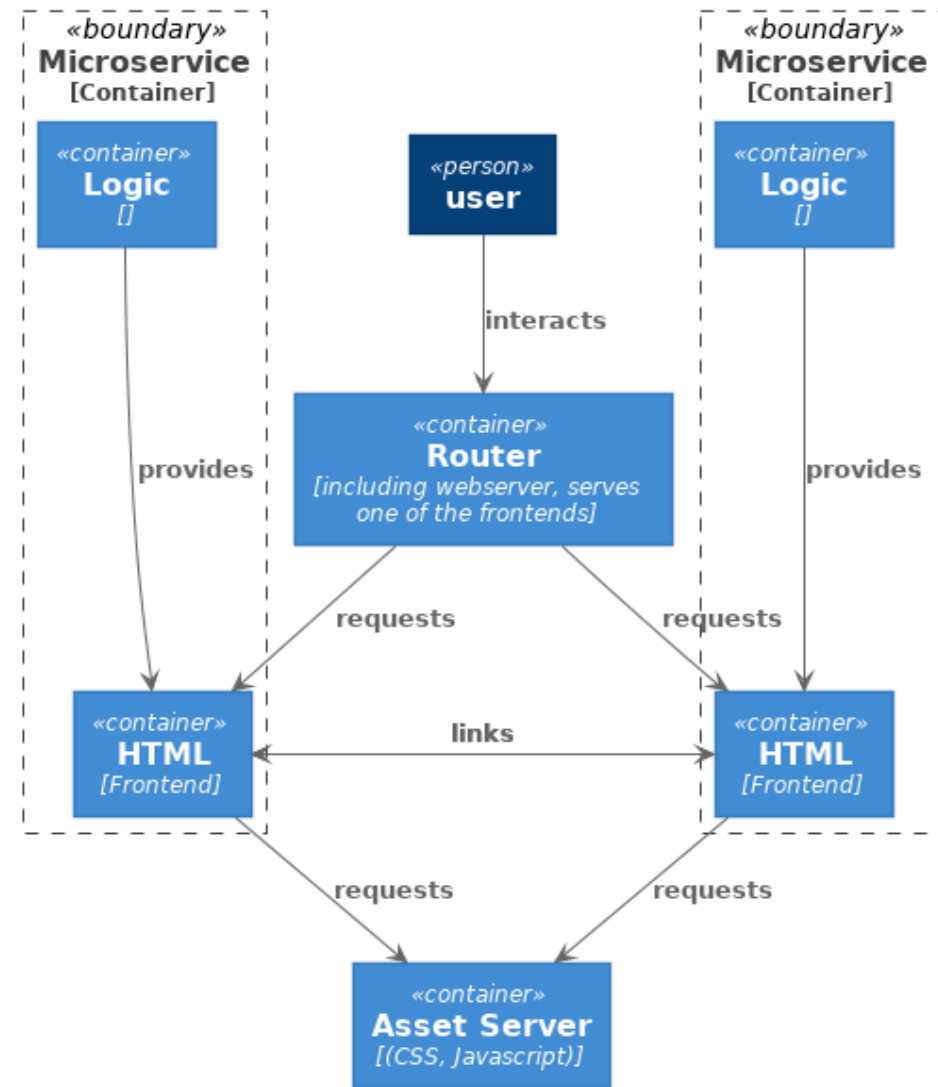 «boundary»
Microservice
[Container]
«container»
Logic
[]
provides
«container»
HTML
[Frontend]
«person»
user
interacts
«container»
Router
[including webserver, serves
one of the frontends]
requests
requests
links
«boundary»
Microservice
[Container]
«container»
Logic
[]
provides
«container»
HTML
[Frontend]
requests
requests
«container»
Asset Server
[(CSS, Javascript)]